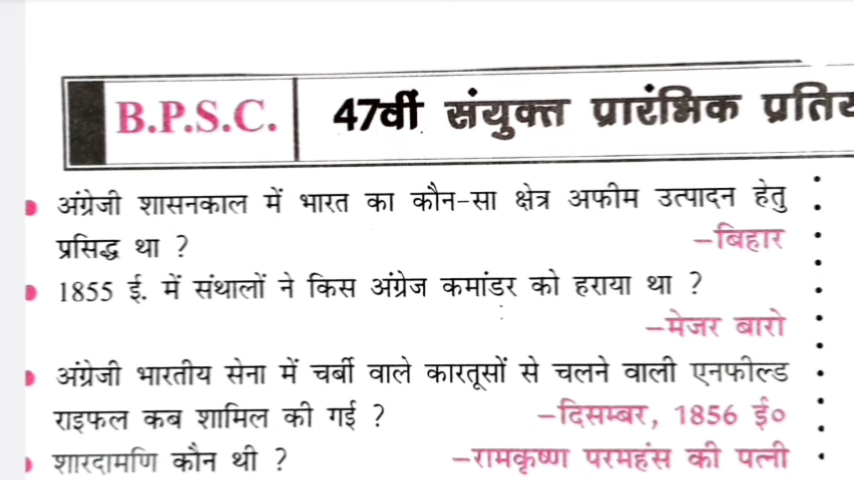 B.P.S.C. 47वीं संयुक्त प्रारंभिक
अंग्रेजी शासनकाल में भारत का कौन-सा क्षेत्र अफीम उत्पादन हेतु
प्रसिद्ध था ? –बिहार
1855 ई. में संथालों ने किस अंग्रेज कमांडर को हराया था ?
–मेजर बारो
अंग्रेजी भारतीय सेना में चर्बी वाले कारतूसों से चलने वाली एनफील्ड
राइफल कब शामिल की गई ? –दिसम्बर, 1856 ई०
शारदामणि कौन थी ? –रामकृष्ण परमहंस की पत्नी